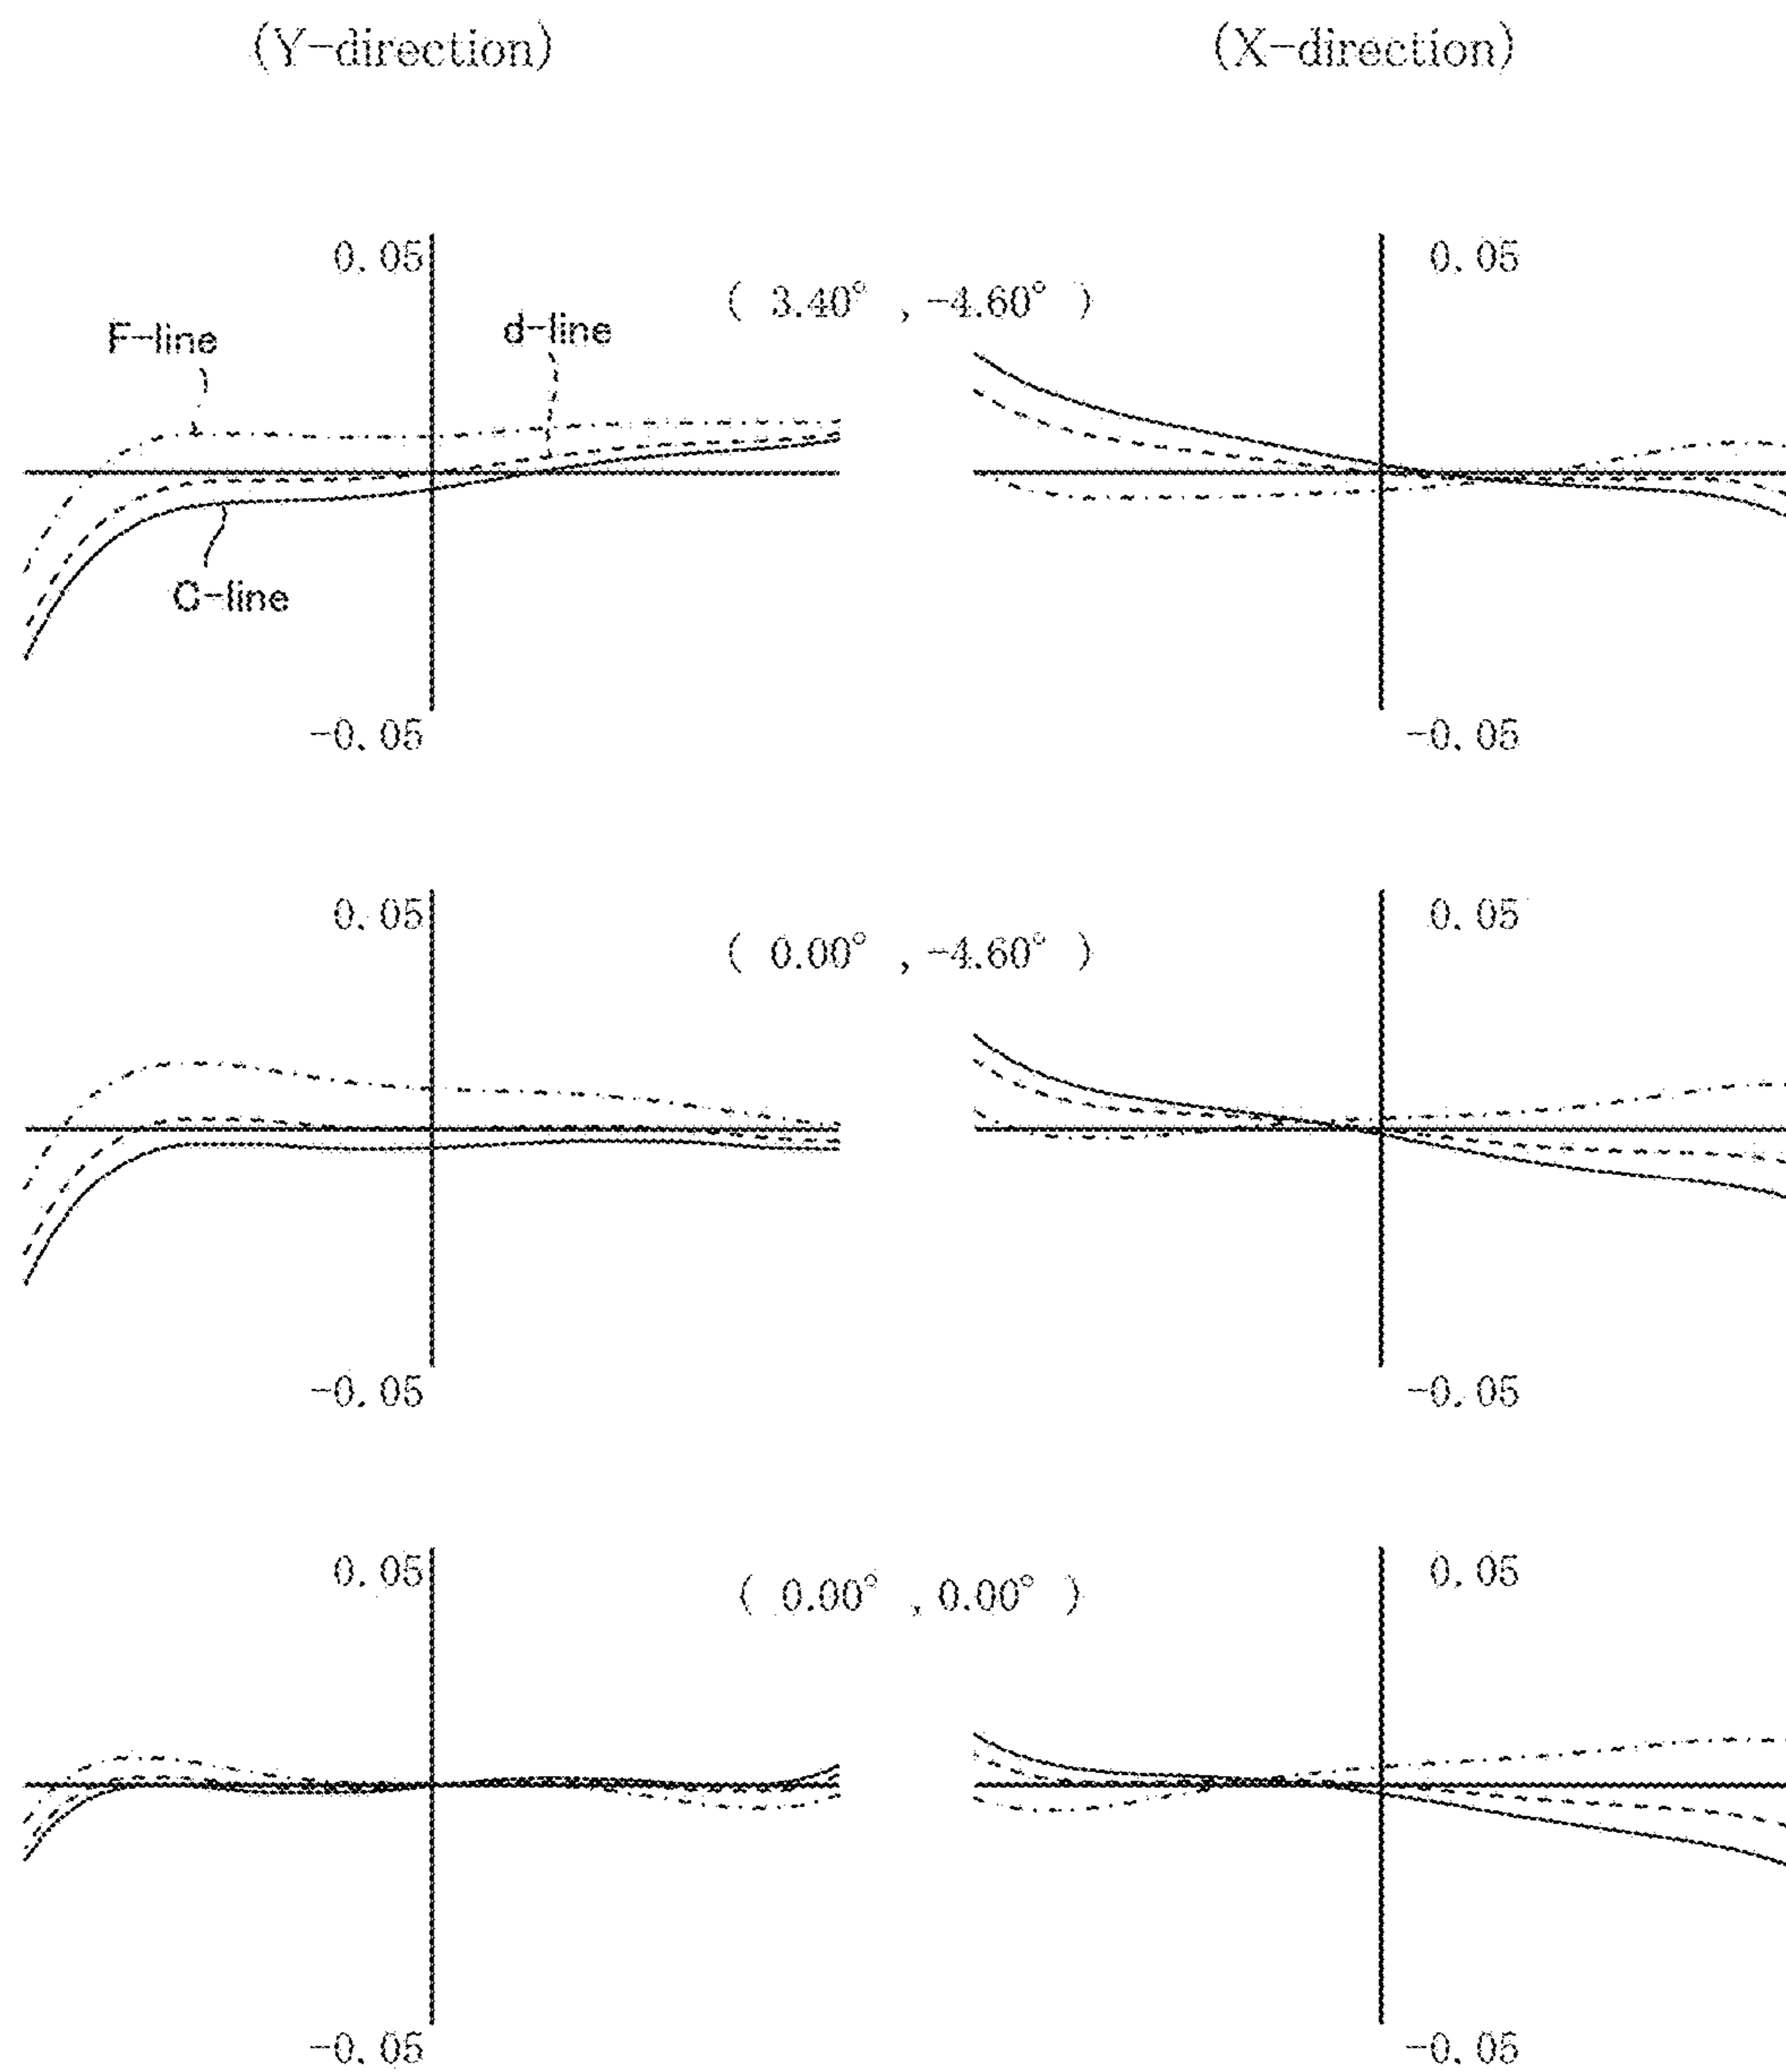 (Y-direction)
(X-direction)
0.05
( 3.40° , -4.60° )
0.05
F-line
d-line
C-line
-0.05
-0.05
0.05
( 0.00° , -4.60° )
0.05
-0.05
-0.05
0.05
( 0.00° , 0.00° )
0.05
-0.05
-0.05